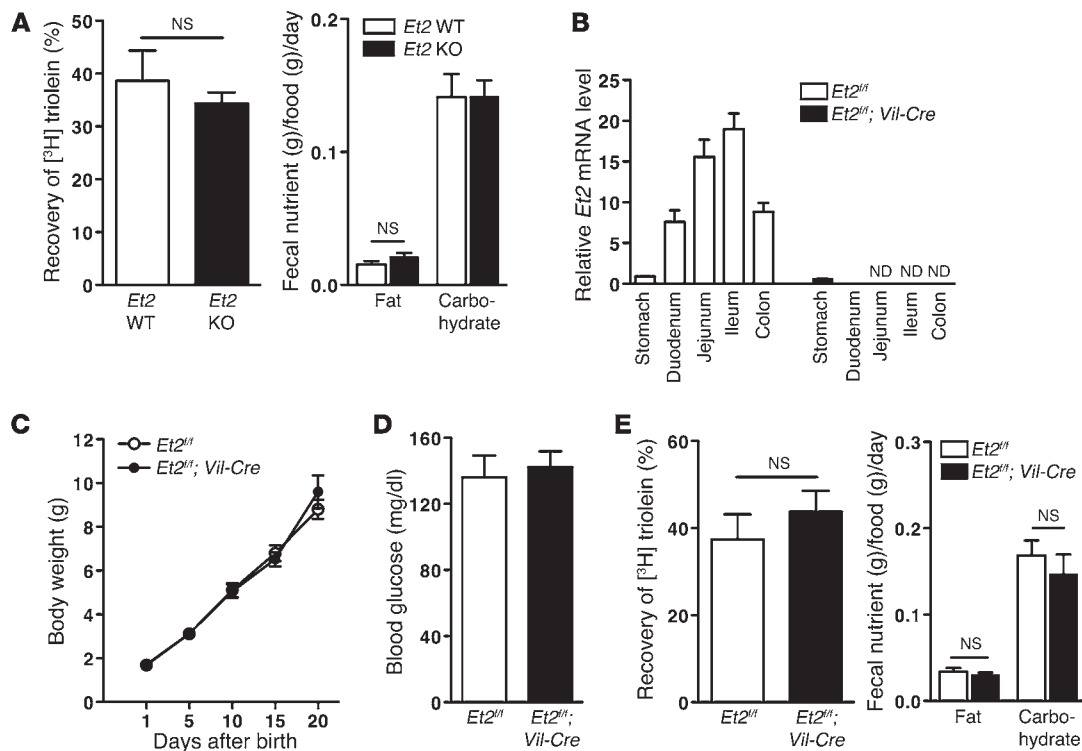 A
Recovery of [³H] triolein (%)
50
40
30
20
10
0
NS
Et2 WT
Et2 KO
Fecal nutrient (g)/food (g)/day
0.2
0.1
0.0
Et2 WT
Et2 KO
NS
Fat
Carbo-
hydrate
B
Relative Et2 mRNA level
25
20
15
10
5
0
Et2f/f
Et2f/f; Vil-Cre
ND ND ND
Stomach
Duodenum
Jejunum
Ileum
Colon
Stomach
Duodenum
Jejunum
Ileum
Colon
C
Body weight (g)
12
10
8
6
4
2
0
Et2f/f
Et2f/f; Vil-Cre
1 5 10 15 20
Days after birth
D
Blood glucose (mg/dl)
160
140
80
40
0
Et2f/f
Et2f/f;
Vil-Cre
E
Recovery of [³H] triolein (%)
60
40
20
0
NS
Et2f/f
Et2f/f;
Vil-Cre
Fecal nutrient (g)/food (g)/day
0.3
0.2
0.1
0.0
Et2f/f
Et2f/f; Vil-Cre
NS
NS
Fat
Carbo-
hydrate